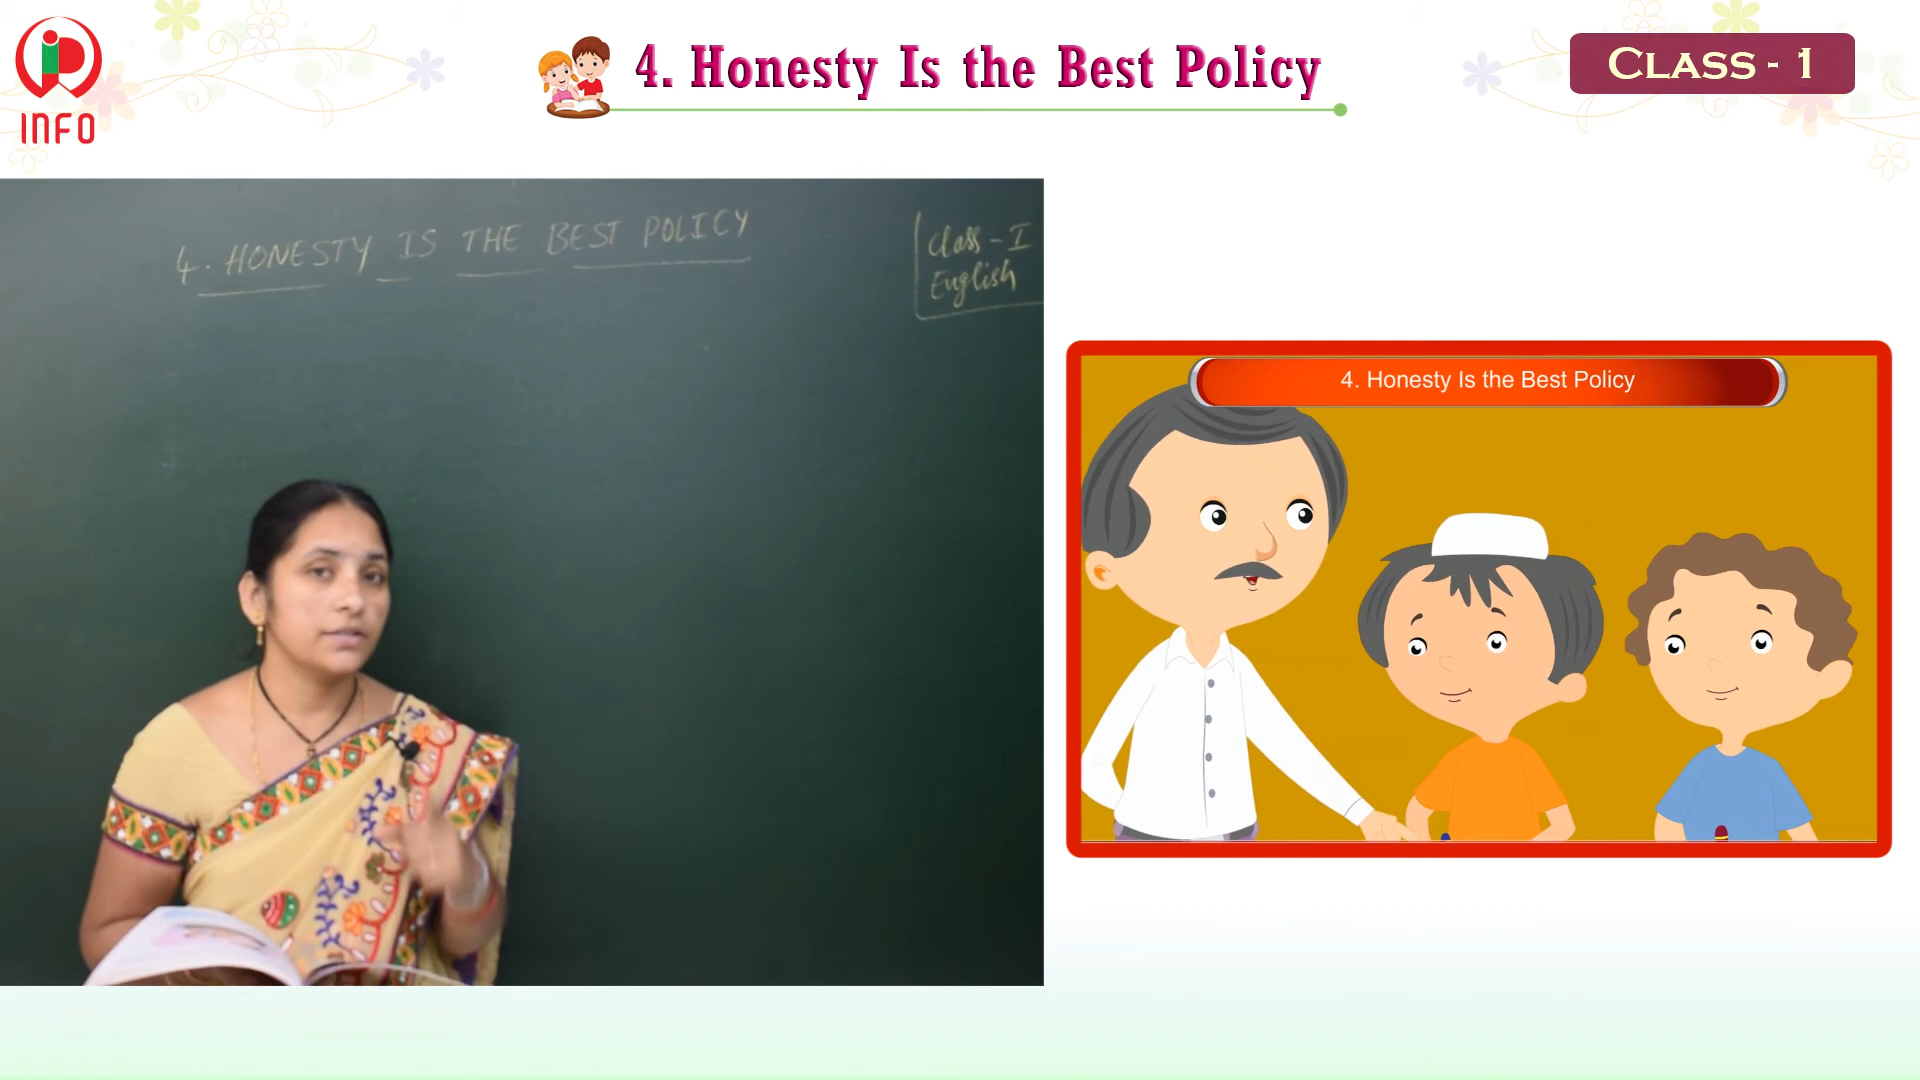 INFO
4. Honesty Is the Best Policy
CLASS - 1
4. HONESTY IS THE BEST POLICY
Class - I
English
4. Honesty Is the Best Policy